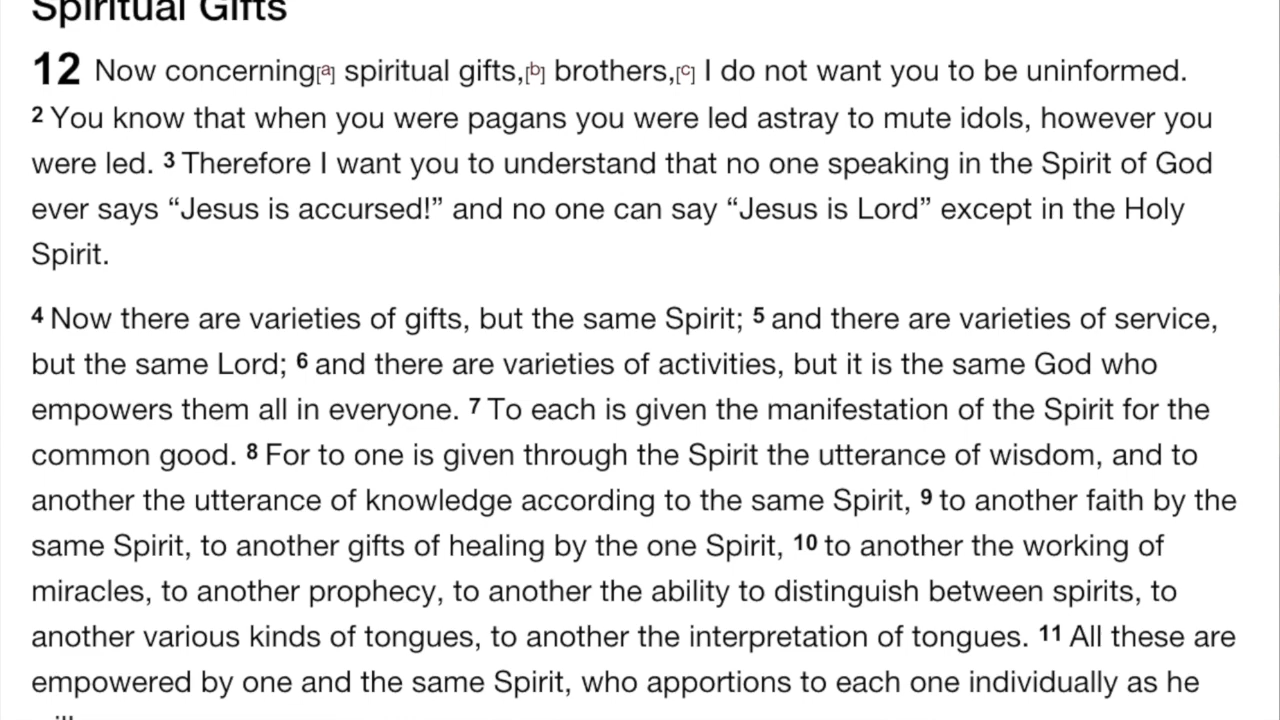 Spiritual Gifts
12 Now concerning[a] spiritual gifts,[b] brothers,[c] I do not want you to be uninformed.
2 You know that when you were pagans you were led astray to mute idols, however you
were led. 3 Therefore I want you to understand that no one speaking in the Spirit of God
ever says “Jesus is accursed!” and no one can say “Jesus is Lord” except in the Holy
Spirit.
4 Now there are varieties of gifts, but the same Spirit; 5 and there are varieties of service,
but the same Lord; 6 and there are varieties of activities, but it is the same God who
empowers them all in everyone. 7 To each is given the manifestation of the Spirit for the
common good. 8 For to one is given through the Spirit the utterance of wisdom, and to
another the utterance of knowledge according to the same Spirit, 9 to another faith by the
same Spirit, to another gifts of healing by the one Spirit, 10 to another the working of
miracles, to another prophecy, to another the ability to distinguish between spirits, to
another various kinds of tongues, to another the interpretation of tongues. 11 All these are
empowered by one and the same Spirit, who apportions to each one individually as he